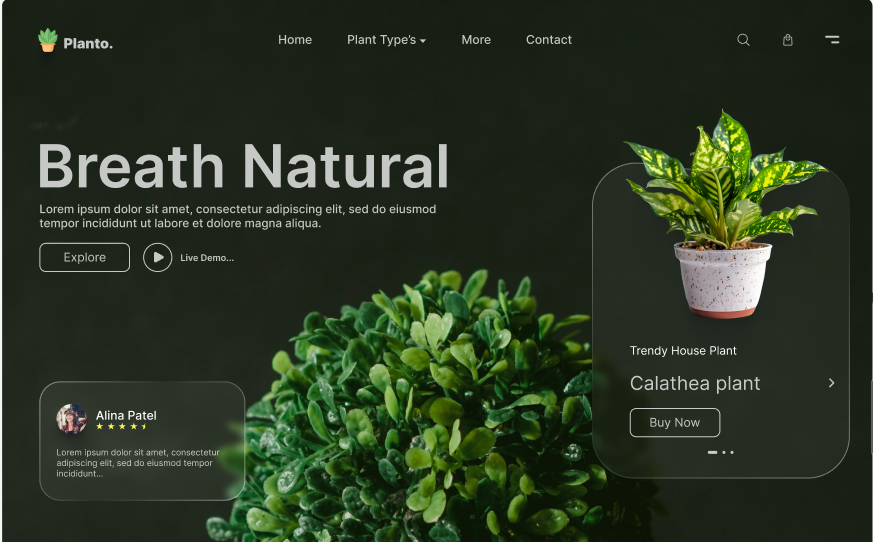 Planto.
Home
Plant Type's
More
Contact
Breath Natural
Lorem ipsum dolor sit amet, consectetur adipiscing elit, sed do eiusmod
tempor incididunt ut labore et dolore magna aliqua.
Explore
Live Demo...
Trendy House Plant
Calathea plant
Buy Now
Alina Patel
Lorem ipsum dolor sit amet, consectetur
adipiscing elit, sed do eiusmod tempor
incididunt...